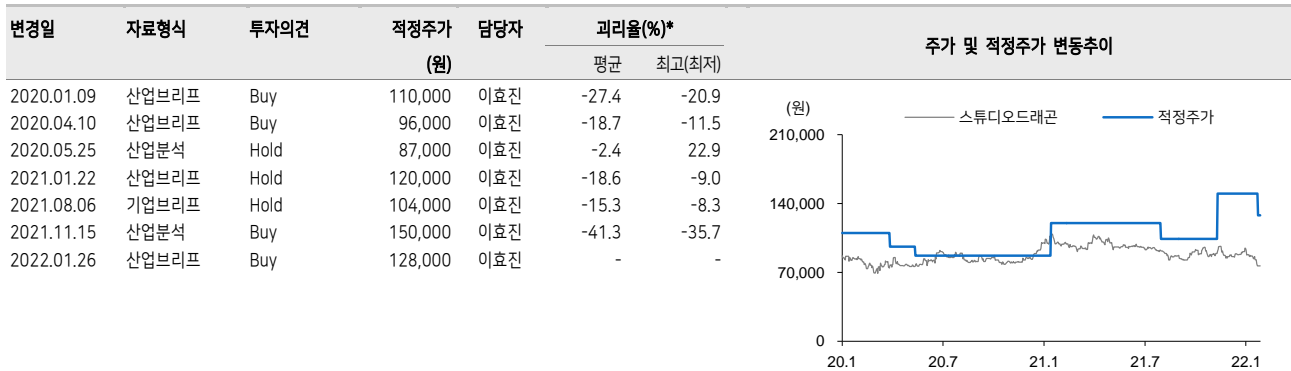 변경일 자료형식 투자의견 적정주가 담당자 괴리율(%)* 주가 및 적정주가 변동추이
(원) 평균 최고(최저)
2020.01.09 산업브리프 Buy 110,000 이효진 -27.4 -20.9
2020.04.10 산업브리프 Buy 96,000 이효진 -18.7 -11.5
2020.05.25 산업분석 Hold 87,000 이효진 -2.4 22.9
2021.01.22 산업브리프 Hold 120,000 이효진 -18.6 -9.0
2021.08.06 기업브리프 Hold 104,000 이효진 -15.3 -8.3
2021.11.15 산업분석 Buy 150,000 이효진 -41.3 -35.7
2022.01.26 산업브리프 Buy 128,000 이효진 - -
(원)
스튜디오드래곤 적정주가
210,000
140,000
70,000
0
20.1 20.7 21.1 21.7 22.1